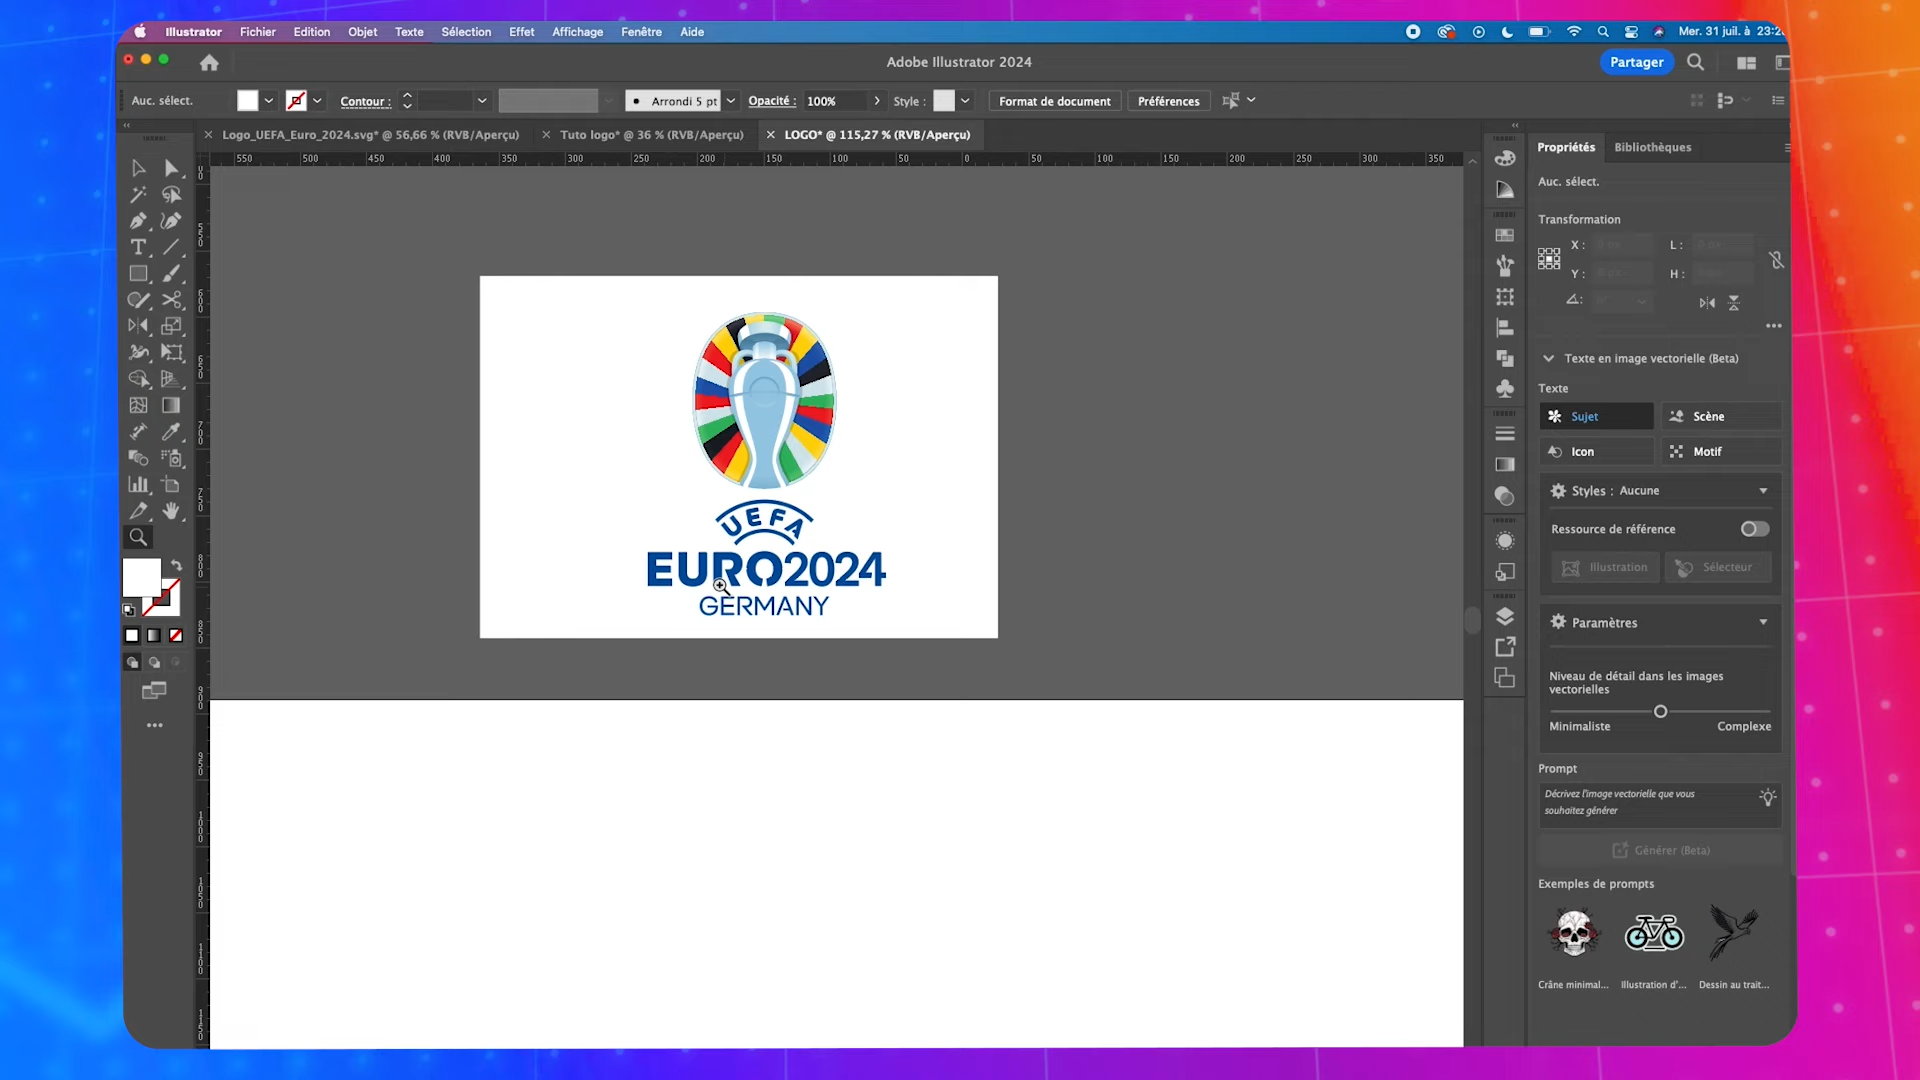 Illustrator Fichier Edition Objet Texte Sélection Effet Affichage Fenêtre Aide
Mer. 31 juil. à
Adobe Illustrator 2024
Partager
Auc. sélect.
Contour :
Arrondi 5 pt
Opacité : 100%
Style :
Format de document
Préférences
Logo_UEFA_Euro_2024.svg* @ 56,66 % (RVB/Aperçu)
Tuto logo* @ 36 % (RVB/Aperçu)
LOGO* @ 115,27 % (RVB/Aperçu)
550 500 450 400 350 300 250 200 150 100 50 0 50 100 150 200 250 300 350
UEFA
EURO2024
GERMANY
Propriétés Bibliothèques
Auc. sélect.
Transformation
X : L :
Y : H :
Texte en image vectorielle (Beta)
Texte
Sujet Scène
Icon Motif
Styles : Aucune
Ressource de référence
Illustration Sélecteur
Paramètres
Niveau de détail dans les images
vectorielles
Minimaliste Complexe
Prompt
Décrivez l'image vectorielle que vous
souhaitez générer
Générer (Beta)
Exemples de prompts
Crâne minimal... Illustration d'... Dessin au trait...